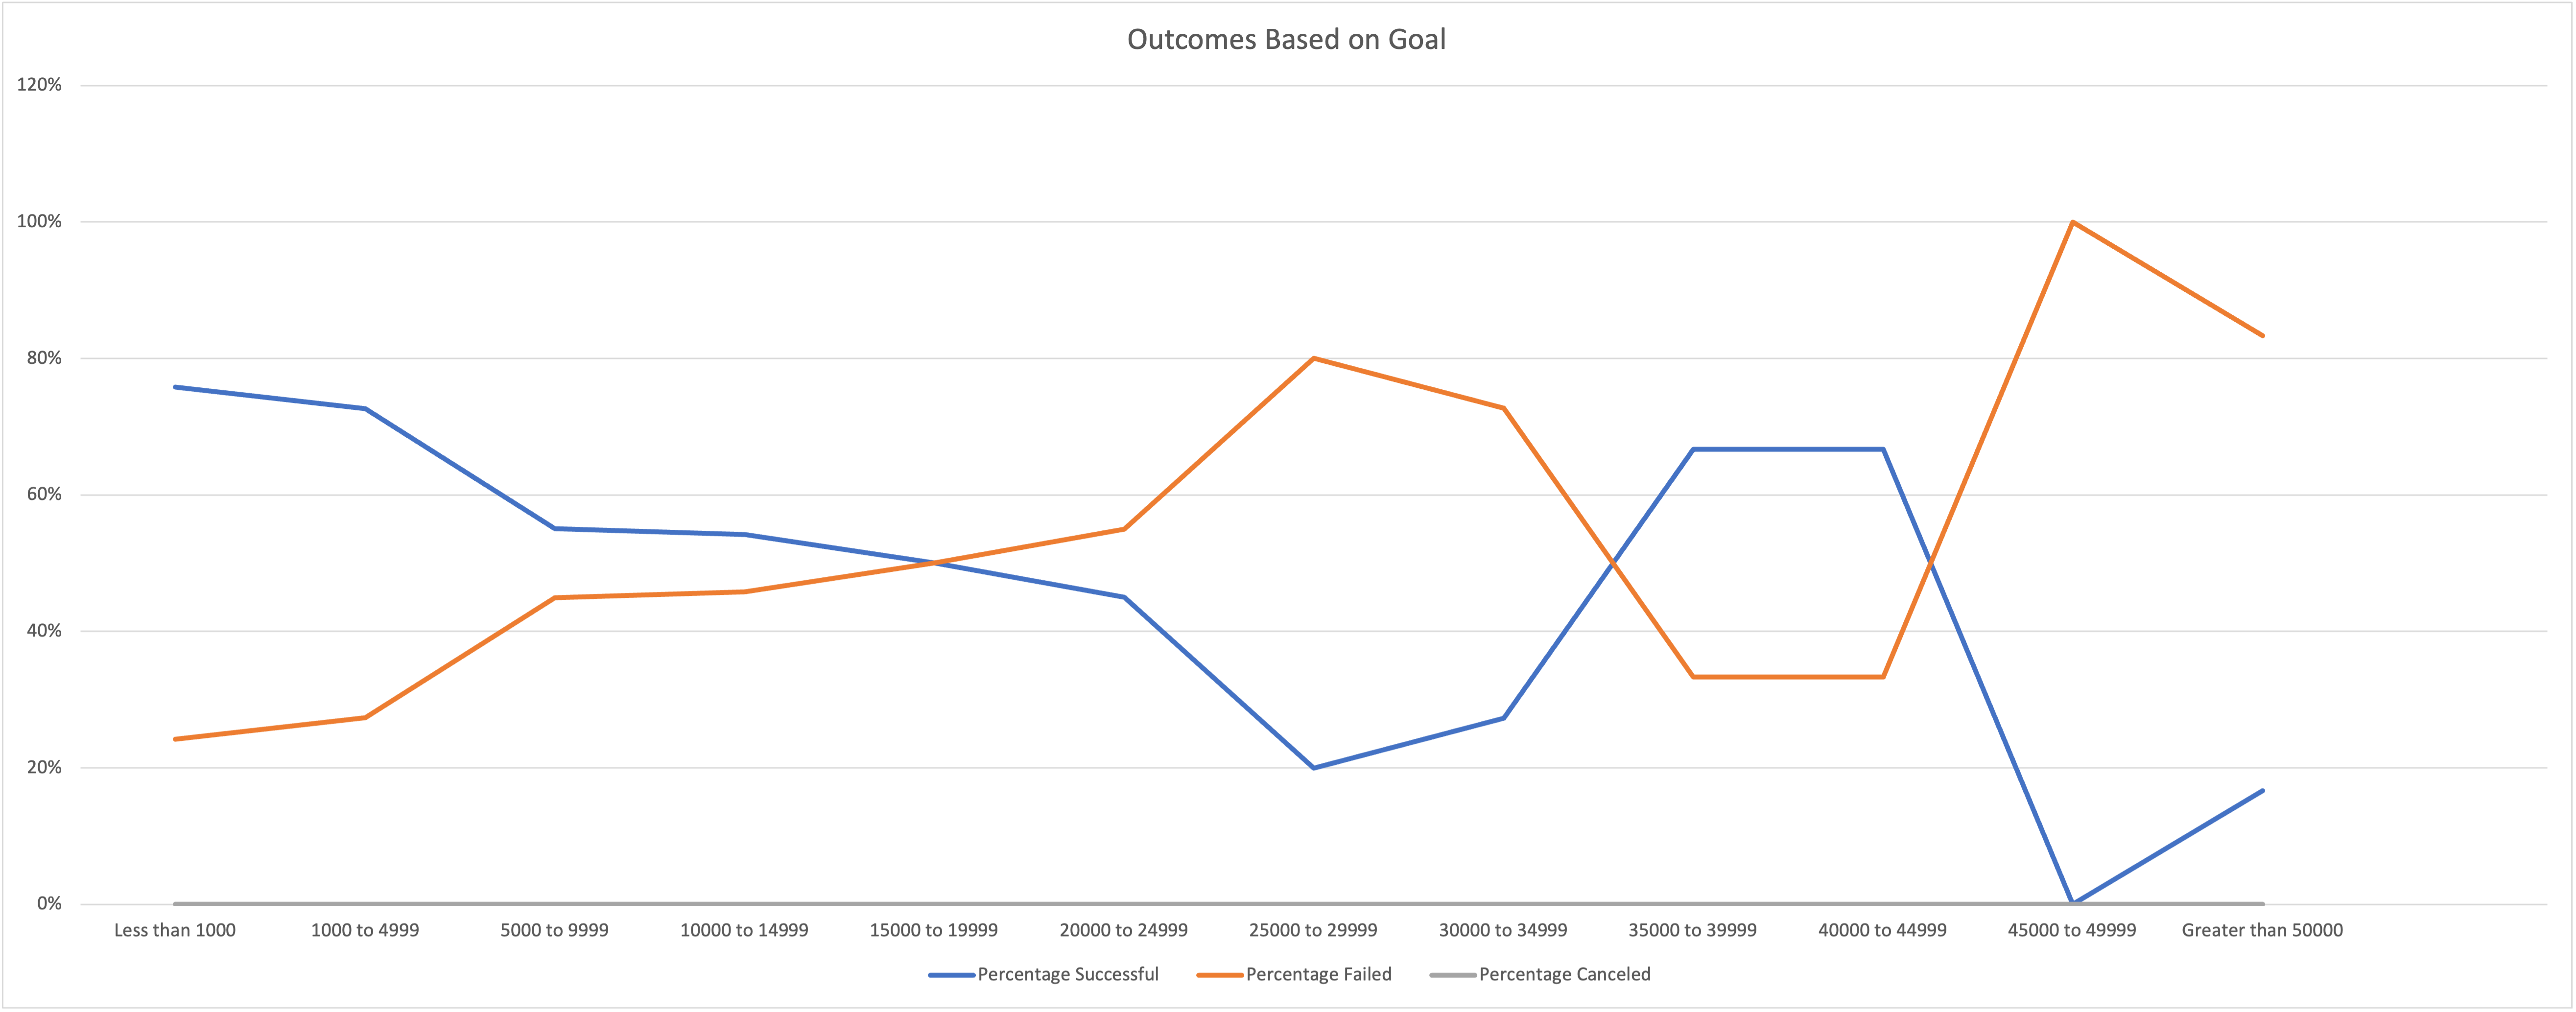 Outcomes Based on Goal
120%
100%
80%
60%
40%
20%
0%
Less than 1000 1000 to 4999 5000 to 9999 10000 to 14999 15000 to 19999 20000 to 24999 25000 to 29999 30000 to 34999 35000 to 39999 40000 to 44999 45000 to 49999 Greater than 50000
Percentage Successful Percentage Failed Percentage Canceled